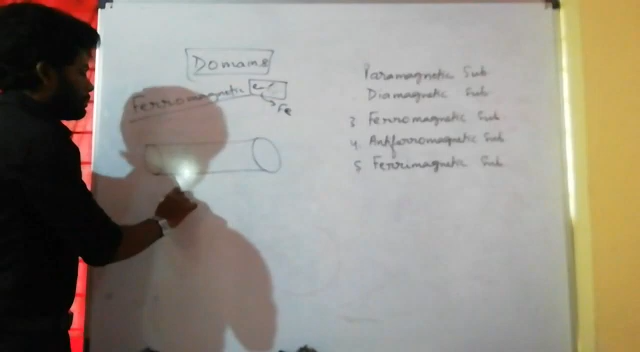 Domains
Ferromagnetic e⁻
Fe
Paramagnetic Sub
Diamagnetic Sub
3 Ferromagnetic Sub
4. Antiferromagnetic Sub
5 Ferrimagnetic Sub